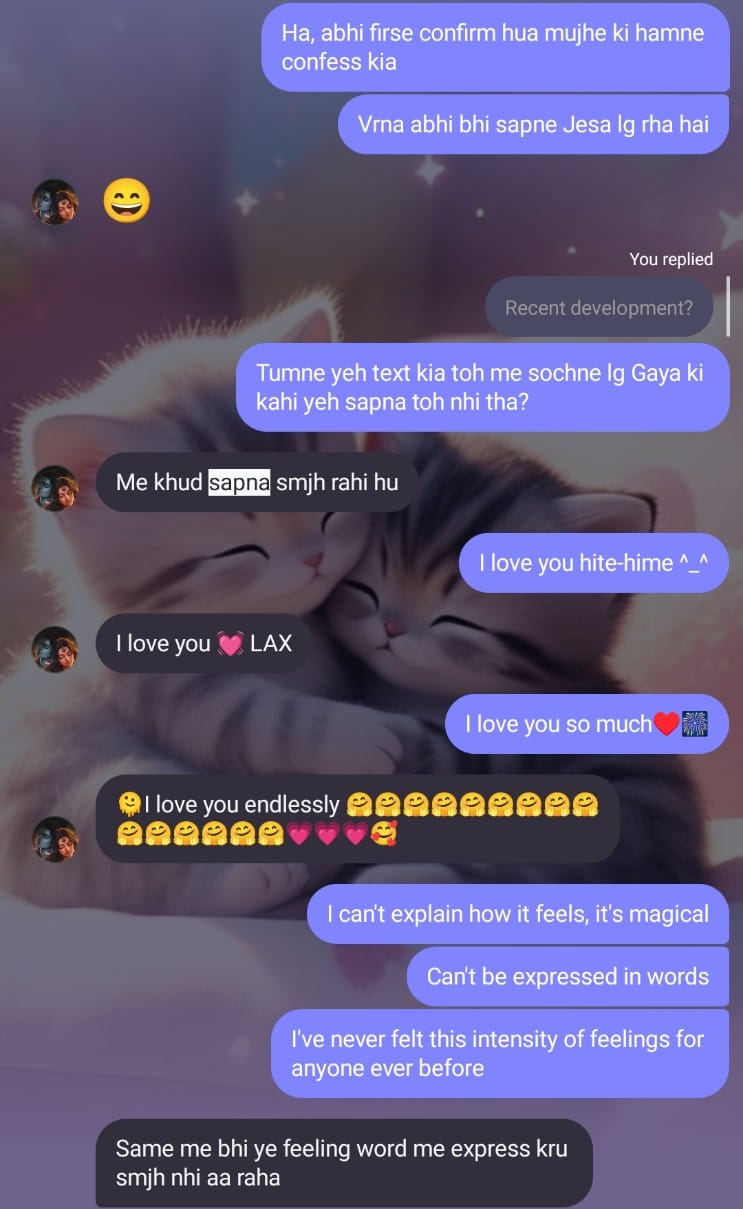 Ha, abhi firse confirm hua mujhe ki hamne
confess kia
Vrna abhi bhi sapne Jesa lg rha hai
😄
You replied
Recent development?
Tumne yeh text kia toh me sochne lg Gaya ki
kahi yeh sapna toh nhi tha?
Me khud sapna smjh rahi hu
I love you hite-hime ^_^
I love you 💓 LAX
I love you so much❤️🎆
🫠I love you endlessly 🤗🤗🤗🤗🤗🤗🤗🤗🤗
🤗🤗🤗🤗🤗🤗💗💗💗🥰
I can't explain how it feels, it's magical
Can't be expressed in words
I've never felt this intensity of feelings for
anyone ever before
Same me bhi ye feeling word me express kru
smjh nhi aa raha